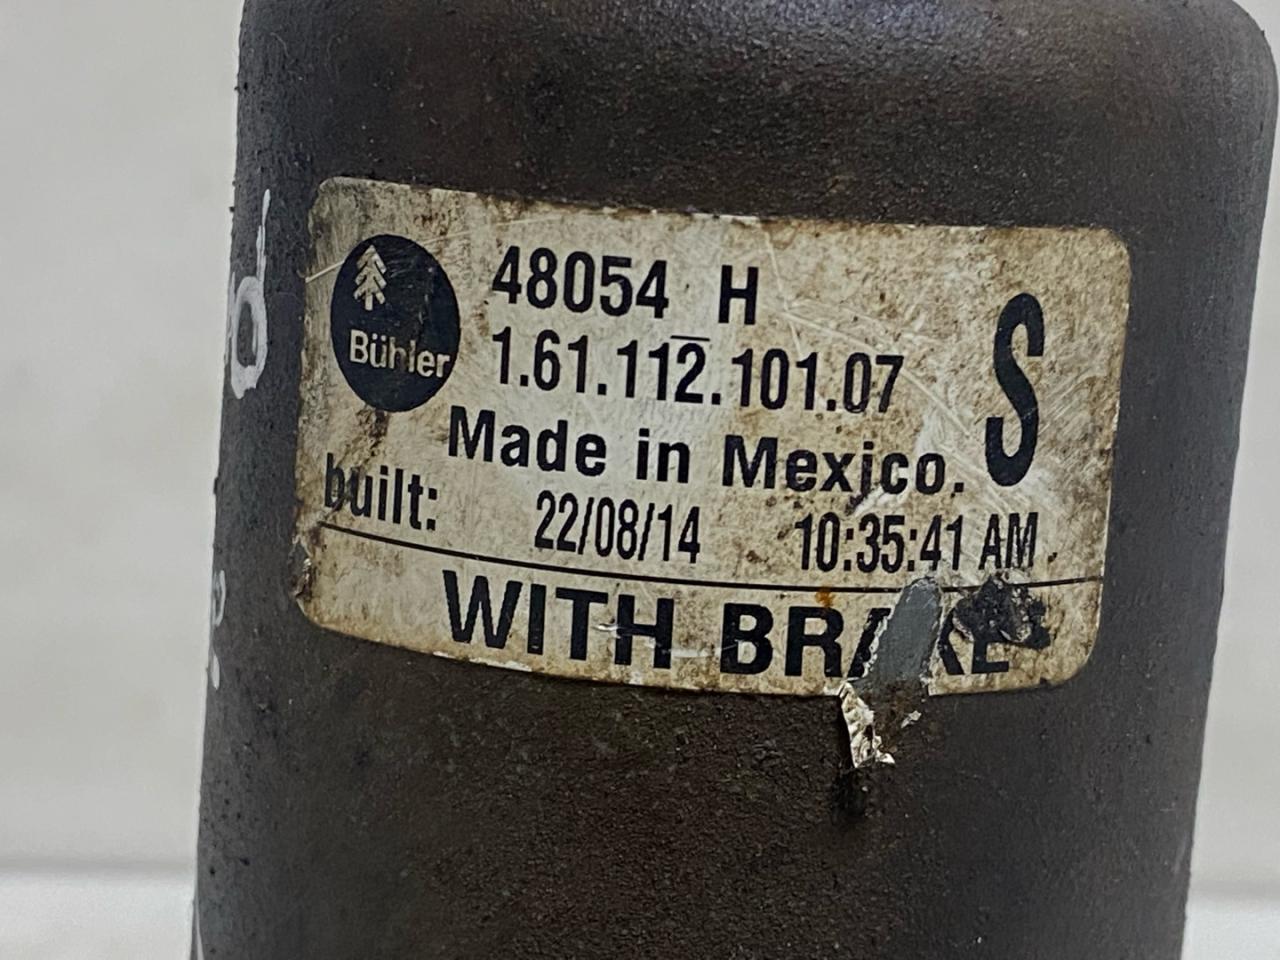 Bühler
48054 H
1.61.112.101.07
S
Made in Mexico.
built: 22/08/14 10:35:41 AM
WITH BRAKE